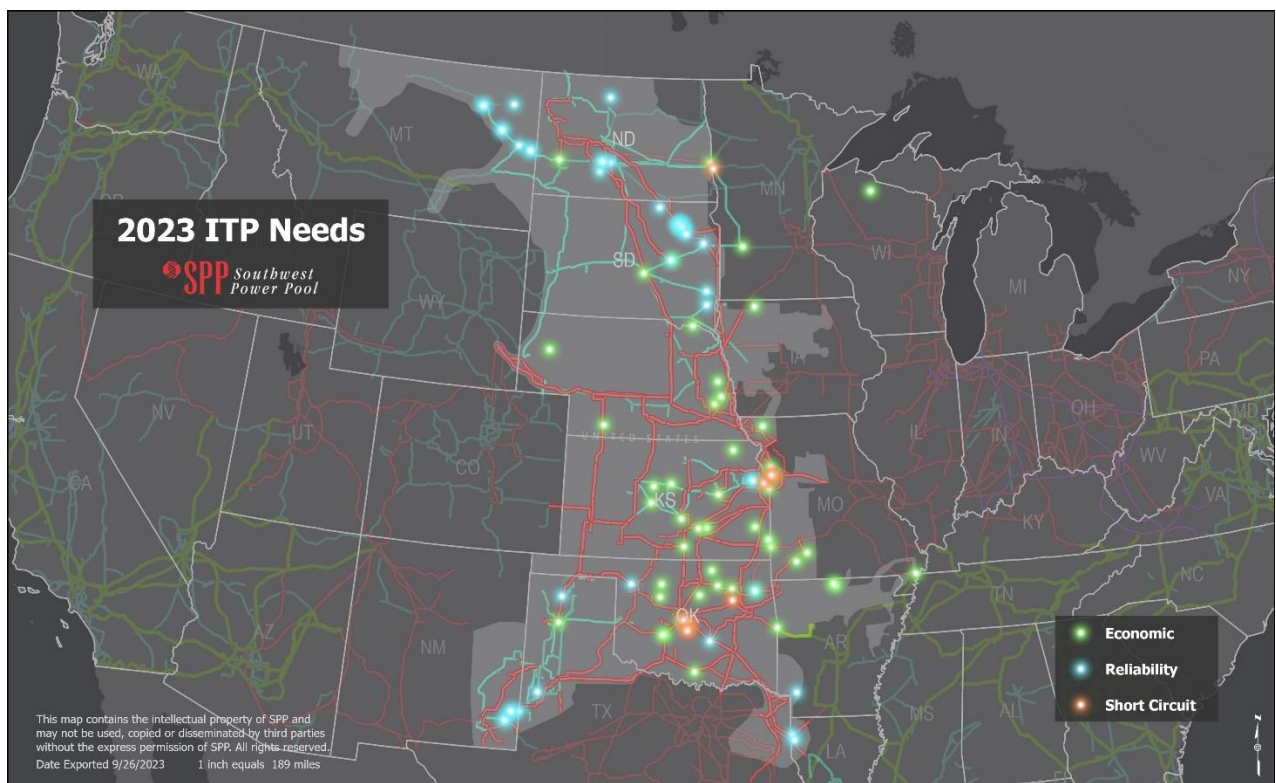 2023 ITP Needs
SPP Southwest
Power Pool
WA
MT
ND
MN
OR
SD
WI
MI
NY
WY
IA
PA
NV
UT
CO
UNITED STATES
IL
IN
OH
MD
WV
VA
CA
KS
MO
KY
AZ
NM
OK
AR
TN
NC
TX
LA
MS
AL
Economic
Reliability
Short Circuit
This map contains the intellectual property of SPP and
may not be used, copied or disseminated by third parties
without the express permission of SPP. All rights reserved.
Date Exported 9/26/2023 1 inch equals 189 miles